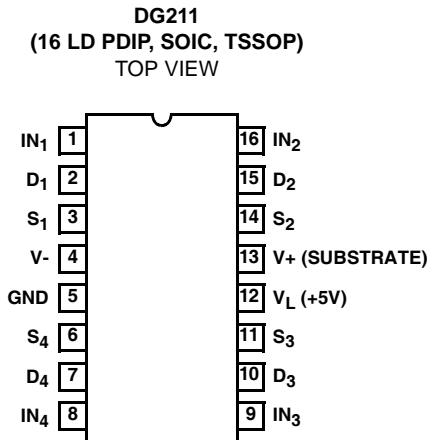 DG211
(16 LD PDIP, SOIC, TSSOP)
TOP VIEW
IN1 1 16 IN2
D1 2 15 D2
S1 3 14 S2
V- 4 13 V+ (SUBSTRATE)
GND 5 12 VL (+5V)
S4 6 11 S3
D4 7 10 D3
IN4 8 9 IN3